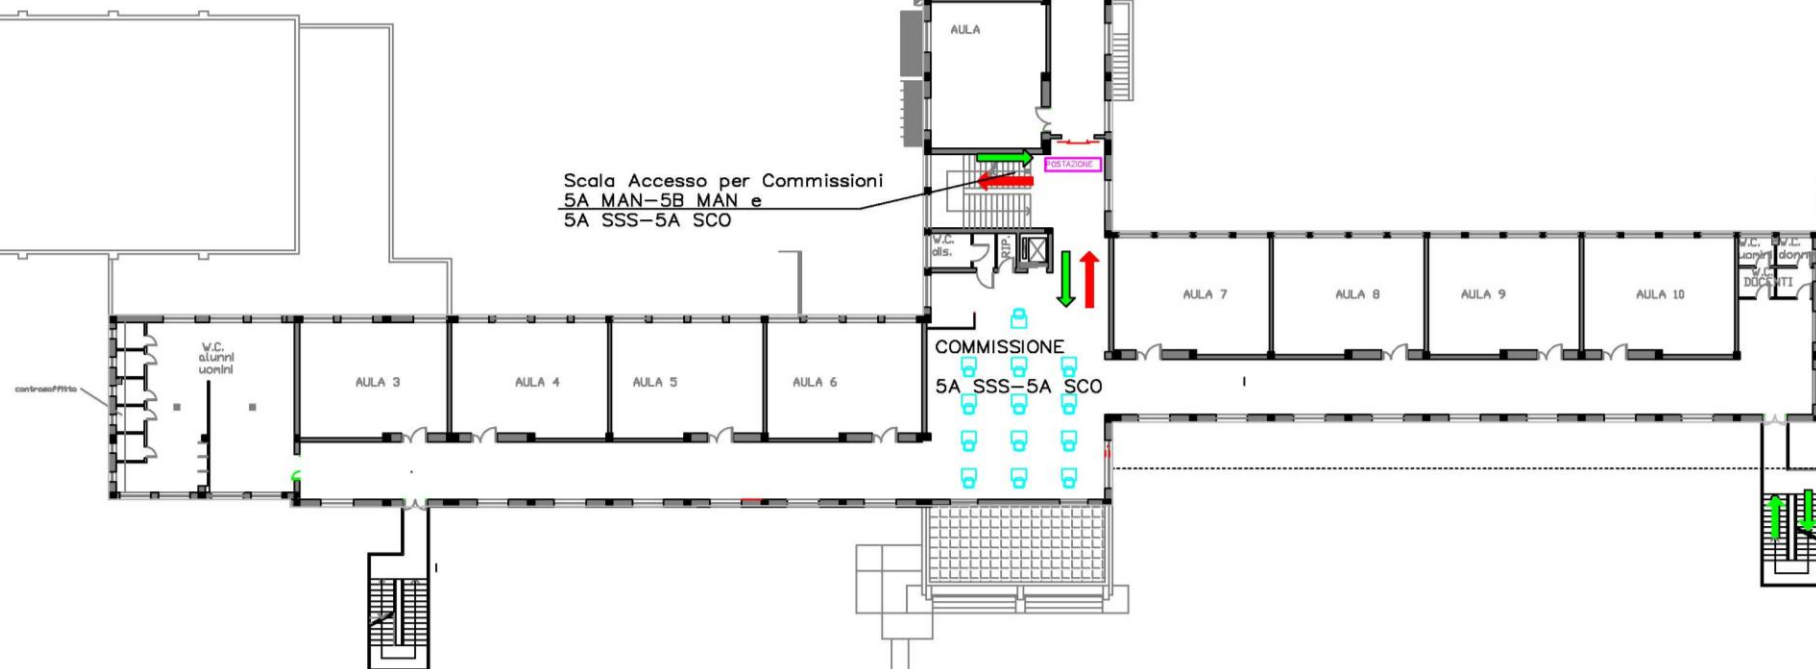 AULA
POSTAZIONE
Scala Accesso per Commissioni
5A MAN-5B MAN e
5A SSS-5A SCO
W.C.
dis.
RIP.
AULA 7
AULA 8
AULA 9
AULA 10
W.C.
uomini
W.C.
donn
W.C.
DOCENTI
W.C.
alunni
uomini
controsoffitto
AULA 3
AULA 4
AULA 5
AULA 6
COMMISSIONE
5A SSS-5A SCO